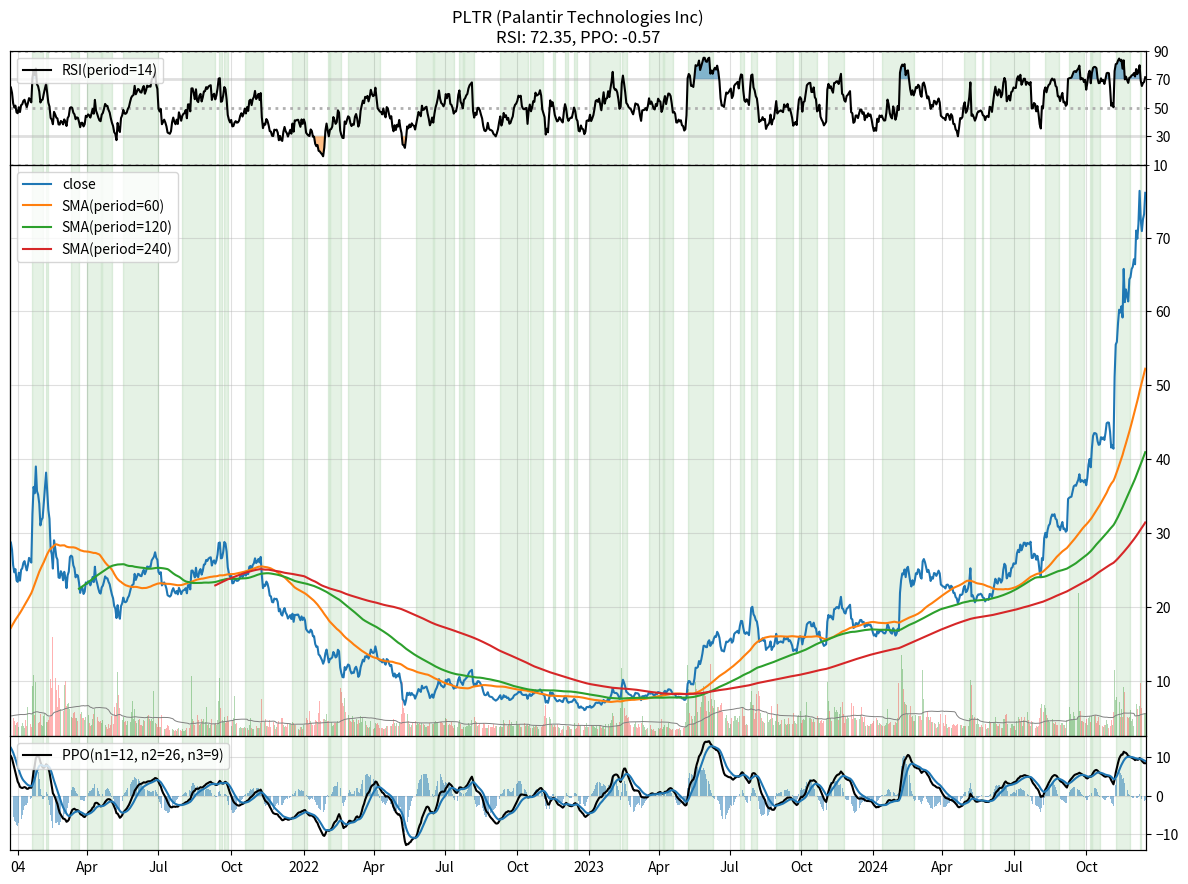 PLTR (Palantir Technologies Inc)
RSI: 72.35, PPO: -0.57
RSI(period=14)
90
70
50
30
10
close
SMA(period=60)
SMA(period=120)
SMA(period=240)
70
60
50
40
30
20
10
PPO(n1=12, n2=26, n3=9)
10
0
−10
04 Apr Jul Oct 2022 Apr Jul Oct 2023 Apr Jul Oct 2024 Apr Jul Oct